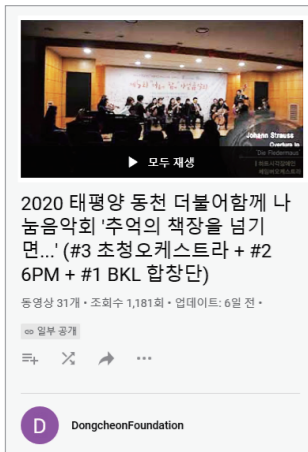 Johann Strauss
Overture to
'Die Fledermaus'
모두 재생
2020 태평양 동천 더불어함께 나
눔음악회 '추억의 책장을 넘기
면...' (#3 초청오케스트라 + #2
6PM + #1 BKL 합창단)
동영상 31개 • 조회수 1,181회 • 업데이트: 6일 전 •
일부 공개
D
DongcheonFoundation